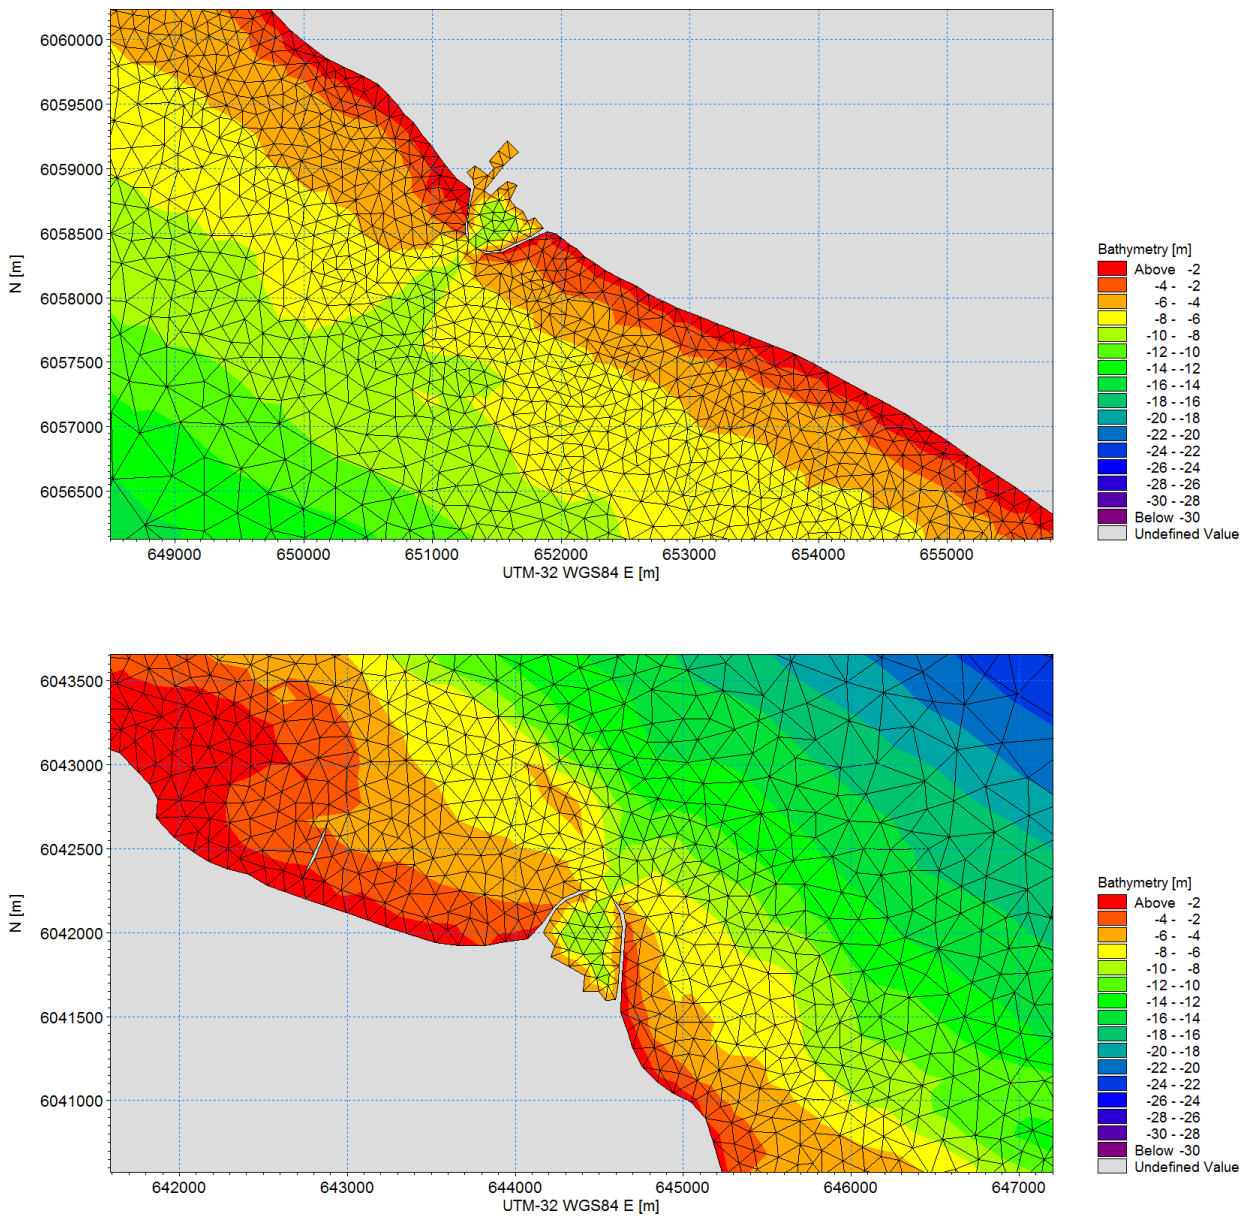 6060000
6059500
6059000
6058500
6058000
6057500
6057000
6056500
N [m]
649000 650000 651000 652000 653000 654000 655000
UTM-32 WGS84 E [m]
Bathymetry [m]
Above -2
-4 - -2
-6 - -4
-8 - -6
-10 - -8
-12 - -10
-14 - -12
-16 - -14
-18 - -16
-20 - -18
-22 - -20
-24 - -22
-26 - -24
-28 - -26
-30 - -28
Below -30
Undefined Value
6043500
6043000
6042500
6042000
6041500
6041000
N [m]
642000 643000 644000 645000 646000 647000
UTM-32 WGS84 E [m]
Bathymetry [m]
Above -2
-4 - -2
-6 - -4
-8 - -6
-10 - -8
-12 - -10
-14 - -12
-16 - -14
-18 - -16
-20 - -18
-22 - -20
-24 - -22
-26 - -24
-28 - -26
-30 - -28
Below -30
Undefined Value